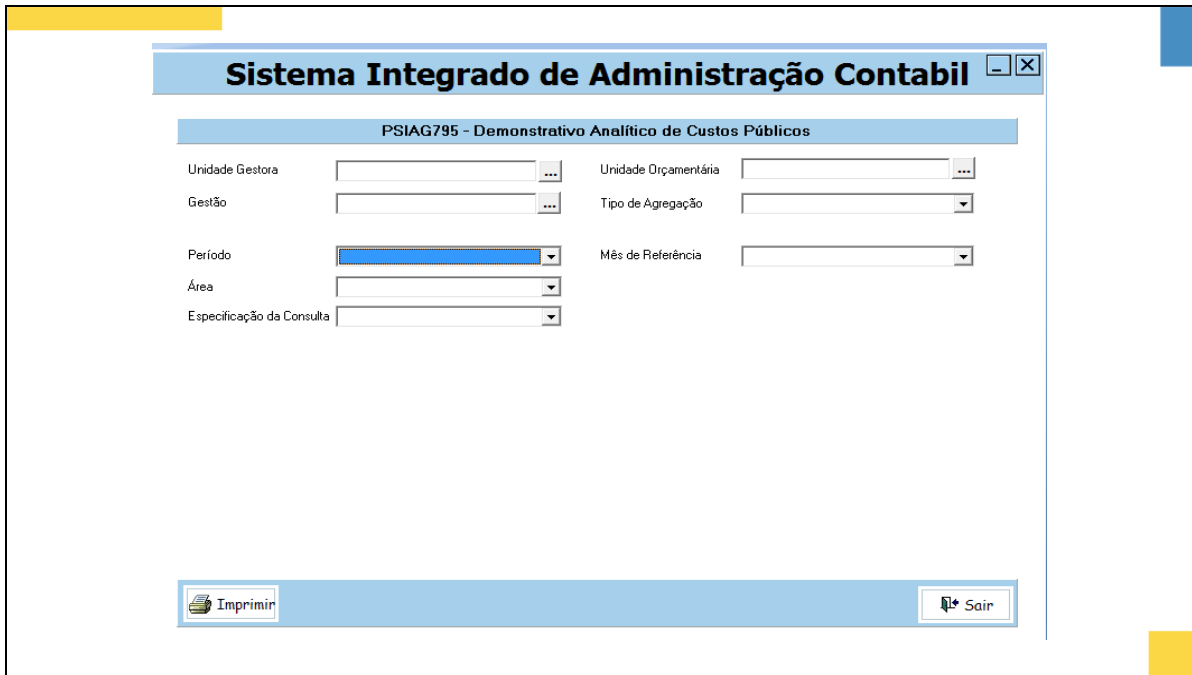 Sistema Integrado de Administração Contabil
PSIAG795 - Demonstrativo Analítico de Custos Públicos
Unidade Gestora ... Unidade Orçamentária ...
Gestão ... Tipo de Agregação
Período Mês de Referência
Área
Especificação da Consulta
Imprimir Sair